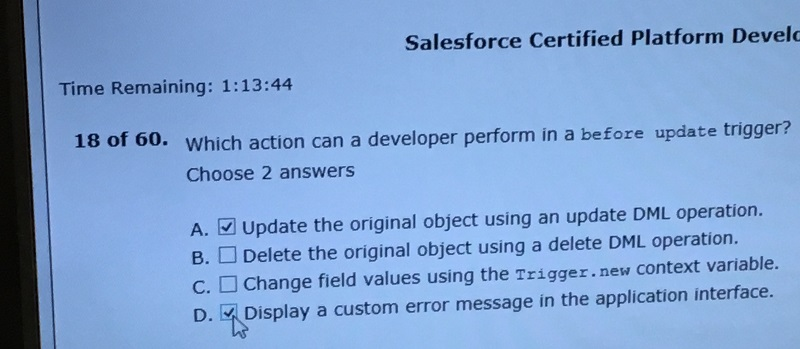 Salesforce Certified Platform
Time Remaining: 1:13:44
18 of 60. Which action can a developer perform in a before update trigger?
Choose 2 answers
A. Update the original object using an update DML operation.
B. Delete the original object using a delete DML operation.
C. Change field values using the Trigger.new context variable.
D. Display a custom error message in the application interface.